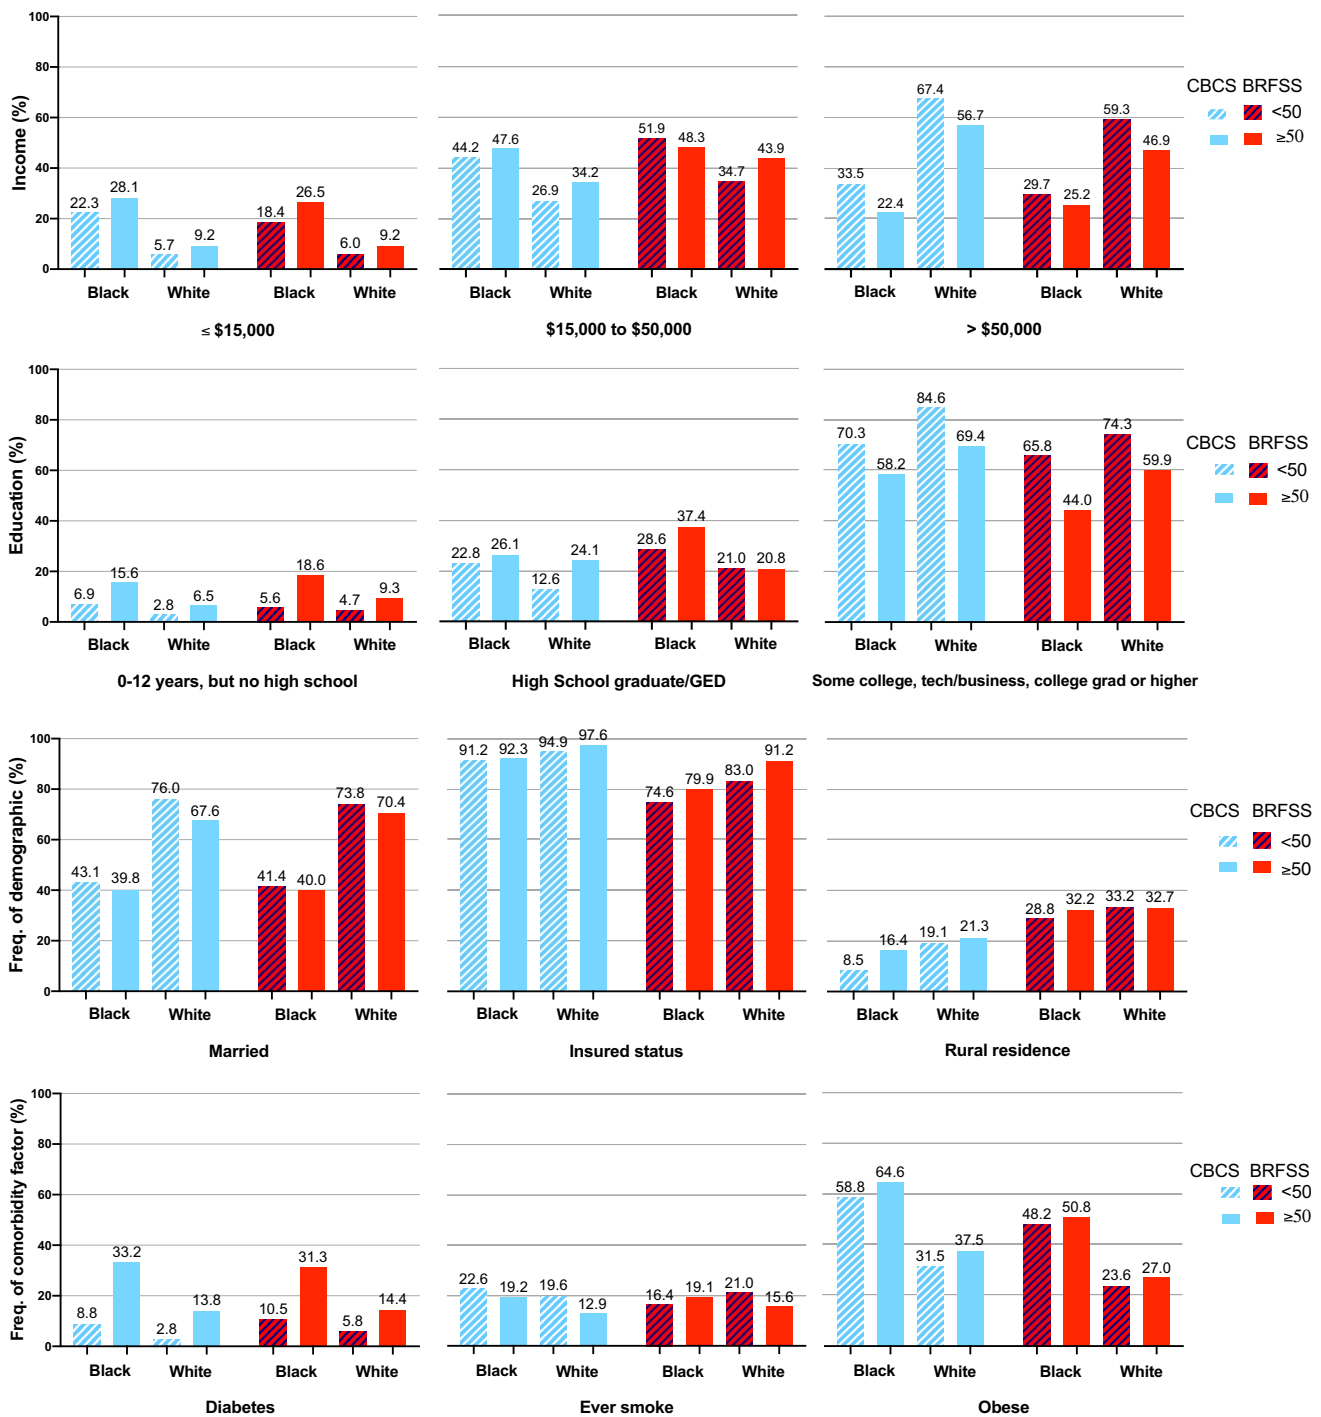 Income (%)
100
80
60
40
20
0
22.3 28.1 5.7 9.2 18.4 26.5 6.0 9.2
Black White Black White
≤ $15,000
44.2 47.6 26.9 34.2 51.9 48.3 34.7 43.9
Black White Black White
$15,000 to $50,000
33.5 22.4 67.4 56.7 29.7 25.2 59.3 46.9
Black White Black White
> $50,000
CBCS BRFSS
<50
≥50
Education (%)
100
80
60
40
20
0
6.9 15.6 2.8 6.5 5.6 18.6 4.7 9.3
Black White Black White
0-12 years, but no high school
22.8 26.1 12.6 24.1 28.6 37.4 21.0 20.8
Black White Black White
High School graduate/GED
70.3 58.2 84.6 69.4 65.8 44.0 74.3 59.9
Black White Black White
Some college, tech/business, college grad or higher
CBCS BRFSS
<50
≥50
Freq. of demographic (%)
100
80
60
40
20
0
43.1 39.8 76.0 67.6 41.4 40.0 73.8 70.4
Black White Black White
Married
91.2 92.3 94.9 97.6 74.6 79.9 83.0 91.2
Black White Black White
Insured status
8.5 16.4 19.1 21.3 28.8 32.2 33.2 32.7
Black White Black White
Rural residence
CBCS BRFSS
<50
≥50
Freq. of comorbidity factor (%)
100
80
60
40
20
0
8.8 33.2 2.8 13.8 10.5 31.3 5.8 14.4
Black White Black White
Diabetes
22.6 19.2 19.6 12.9 16.4 19.1 21.0 15.6
Black White Black White
Ever smoke
58.8 64.6 31.5 37.5 48.2 50.8 23.6 27.0
Black White Black White
Obese
CBCS BRFSS
<50
≥50